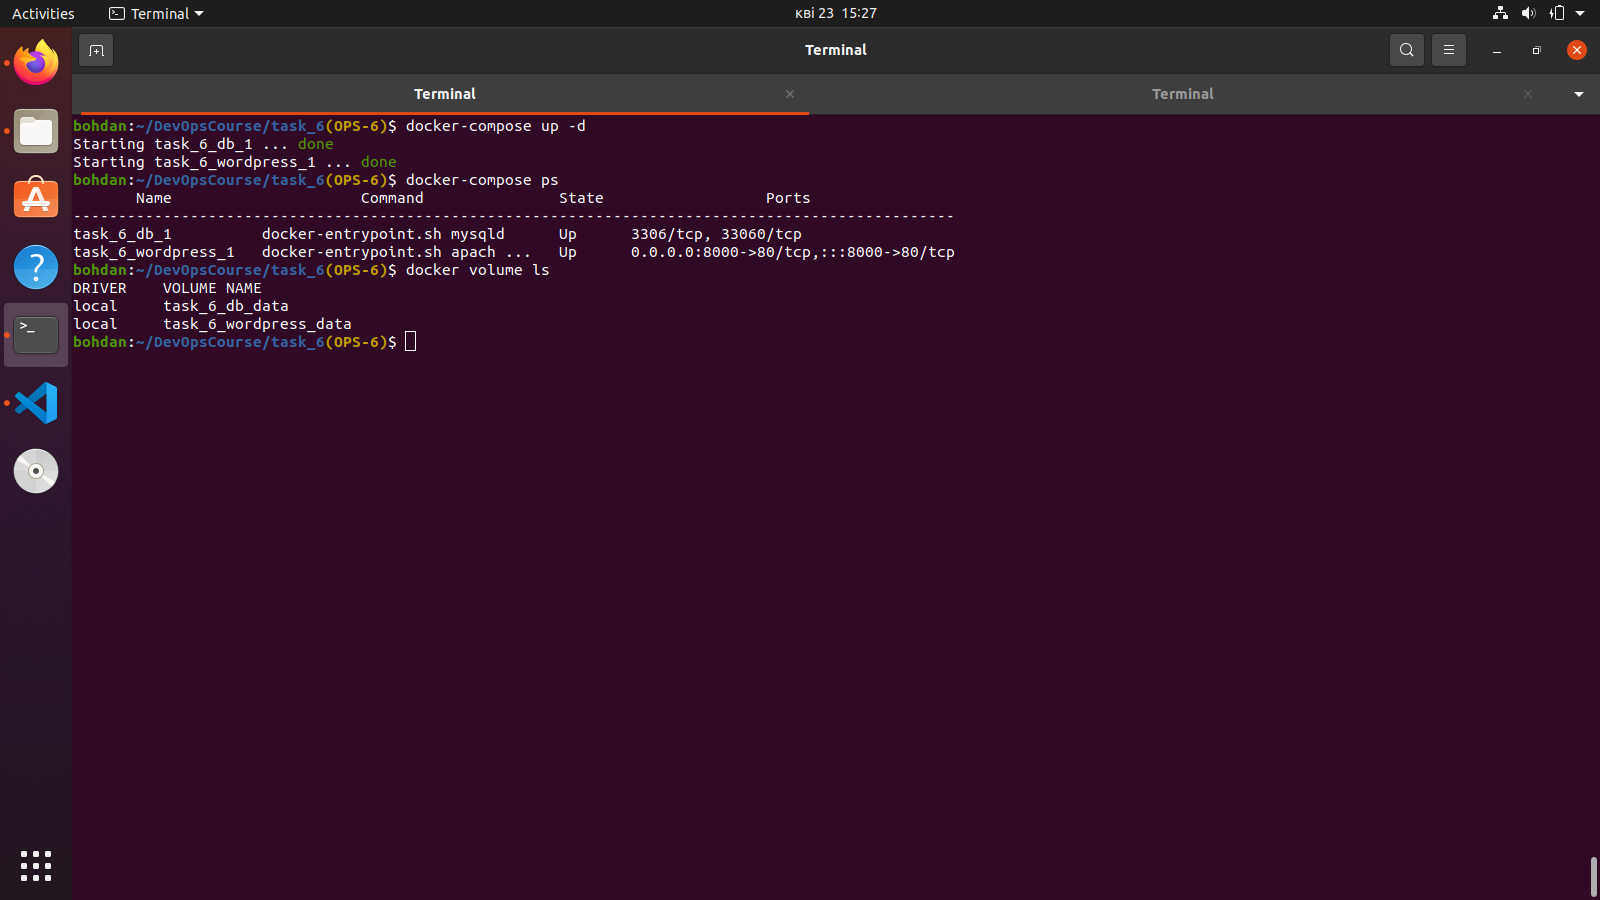 Activities Terminal кві 23 15:27
Terminal
Terminal Terminal
bohdan:~/DevOpsCourse/task_6(OPS-6)$ docker-compose up -d
Starting task_6_db_1 ... done
Starting task_6_wordpress_1 ... done
bohdan:~/DevOpsCourse/task_6(OPS-6)$ docker-compose ps
Name Command State Ports
--------------------------------------------------------------------------------------------------
task_6_db_1 docker-entrypoint.sh mysqld Up 3306/tcp, 33060/tcp
task_6_wordpress_1 docker-entrypoint.sh apach ... Up 0.0.0.0:8000->80/tcp,:::8000->80/tcp
bohdan:~/DevOpsCourse/task_6(OPS-6)$ docker volume ls
DRIVER VOLUME NAME
local task_6_db_data
local task_6_wordpress_data
bohdan:~/DevOpsCourse/task_6(OPS-6)$